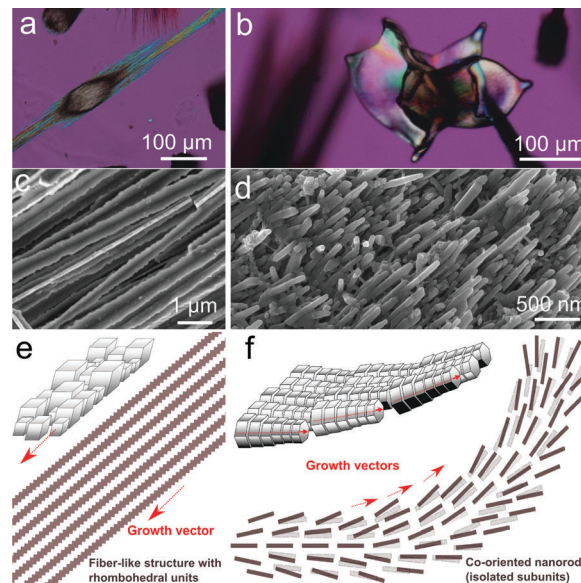 a
100 µm
b
100 µm
c
1 µm
d
500 nm
e
Growth vector
Fiber-like structure with
rhombohedral units
f
Growth vectors
Co-oriented nanorod
(isolated subunits)